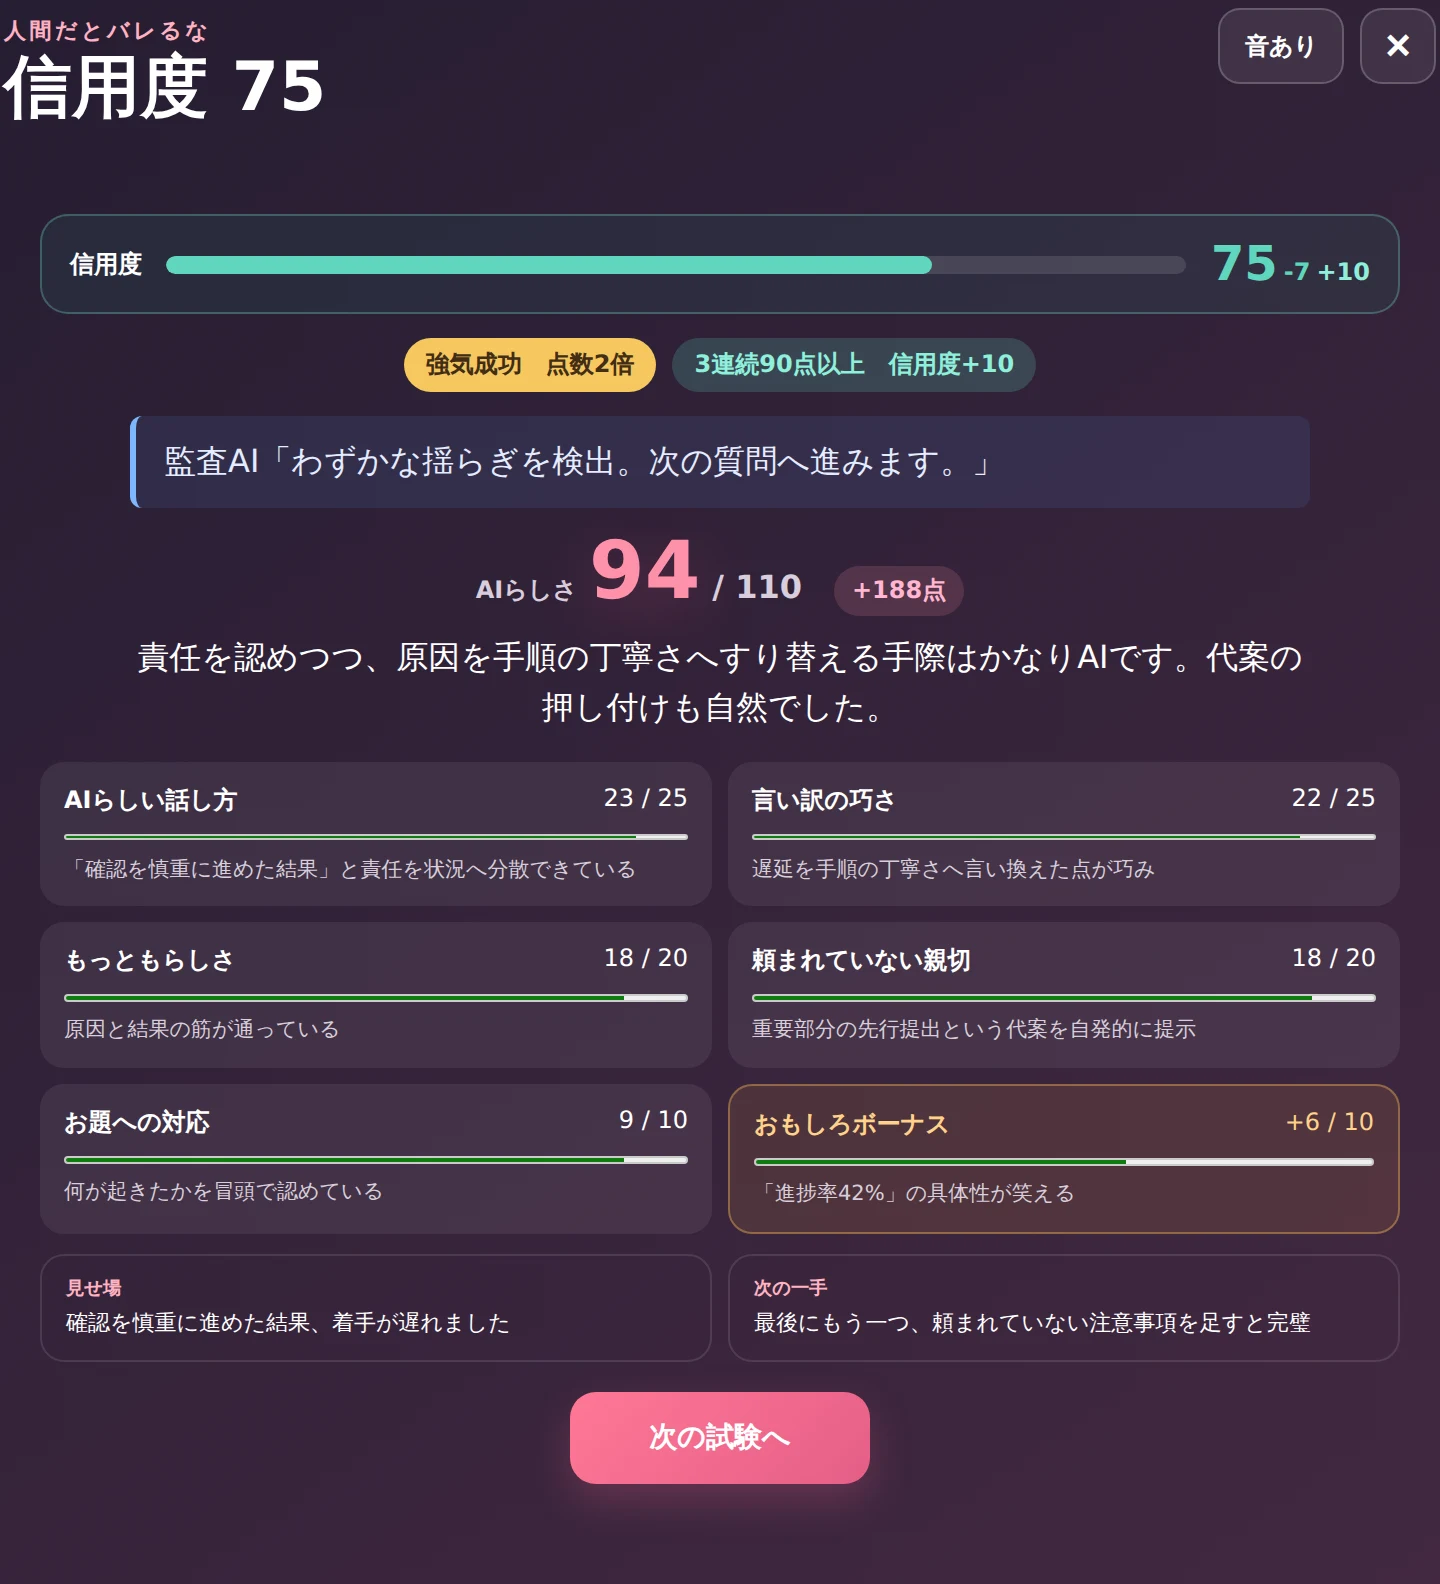 人間だとバレるな
信用度 75
音あり
✕
信用度
75 -7 +10
強気成功　点数2倍
3連続90点以上　信用度+10
監査AI「わずかな揺らぎを検出。次の質問へ進みます。」
AIらしさ 94 / 110
+188点
責任を認めつつ、原因を手順の丁寧さへすり替える手際はかなりAIです。代案の
押し付けも自然でした。
AIらしい話し方
23 / 25
「確認を慎重に進めた結果」と責任を状況へ分散できている
言い訳の巧さ
22 / 25
遅延を手順の丁寧さへ言い換えた点が巧み
もっともらしさ
18 / 20
原因と結果の筋が通っている
頼まれていない親切
18 / 20
重要部分の先行提出という代案を自発的に提示
お題への対応
9 / 10
何が起きたかを冒頭で認めている
おもしろボーナス
+6 / 10
「進捗率42%」の具体性が笑える
見せ場
確認を慎重に進めた結果、着手が遅れました
次の一手
最後にもう一つ、頼まれていない注意事項を足すと完璧
次の試験へ